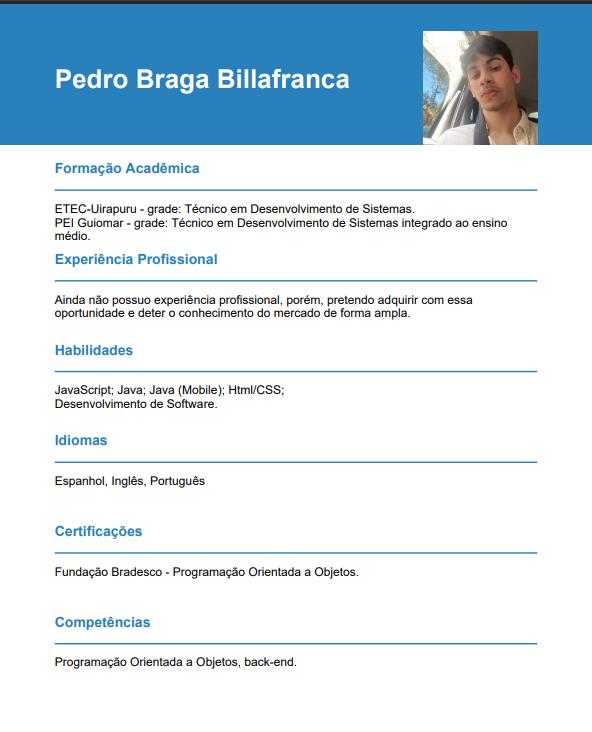 Pedro Braga Billafranca
Formação Acadêmica
ETEC-Uirapuru - grade: Técnico em Desenvolvimento de Sistemas.
PEI Guiomar - grade: Técnico em Desenvolvimento de Sistemas integrado ao ensino
médio.
Experiência Profissional
Ainda não possuo experiência profissional, porém, pretendo adquirir com essa
oportunidade e deter o conhecimento do mercado de forma ampla.
Habilidades
JavaScript; Java; Java (Mobile); Html/CSS;
Desenvolvimento de Software.
Idiomas
Espanhol, Inglês, Português
Certificações
Fundação Bradesco - Programação Orientada a Objetos.
Competências
Programação Orientada a Objetos, back-end.